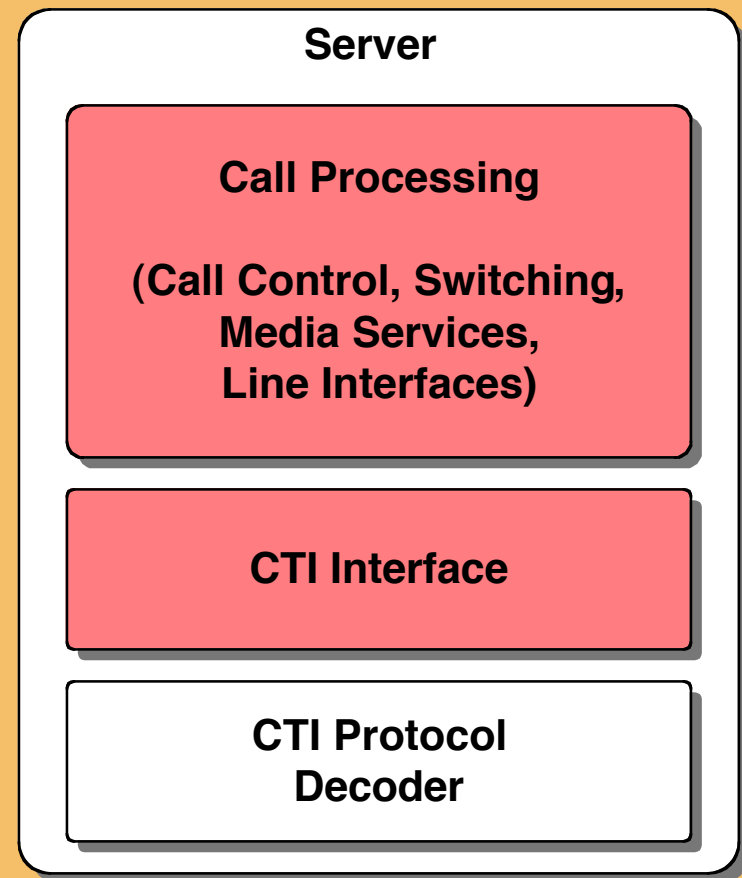 Server
Call Processing
(Call Control, Switching,
Media Services,
Line Interfaces)
CTI Interface
CTI Protocol
Decoder